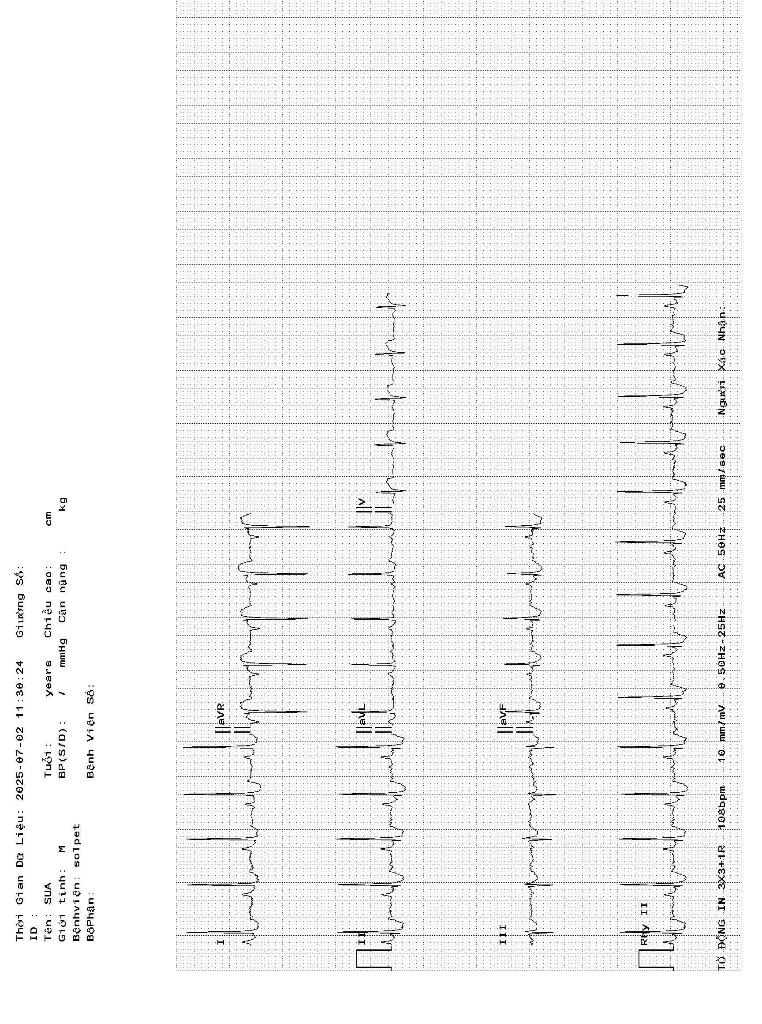 Thời Gian Dữ Liệu: 2025-07-02 11:30:24 Giường Số:
ID :
Tên: SUA Tuổi: years Chiều cao: cm
Giới tính: M BP(S/D): / mmHg Cân nặng : kg
Bệnhviện: solpet
BộPhận: Bệnh Viện Số:
I
aVR
II
aVL
V
III
aVF
Rhy II
TỰ ĐỘNG IN 3X3+1R 108bpm 10 mm/mV 0.50Hz-25Hz AC 50Hz 25 mm/sec Người Xác Nhận: